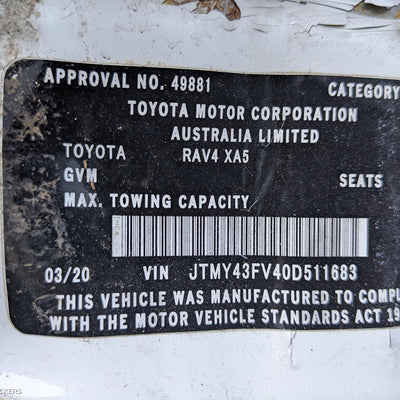 APPROVAL NO. 49881 CATEGORY
TOYOTA MOTOR CORPORATION
AUSTRALIA LIMITED
TOYOTA RAV4 XA5
GVM SEATS
MAX. TOWING CAPACITY
03/20 VIN JTMY43FV40D511683
THIS VEHICLE WAS MANUFACTURED TO COMPL
WITH THE MOTOR VEHICLE STANDARDS ACT 19